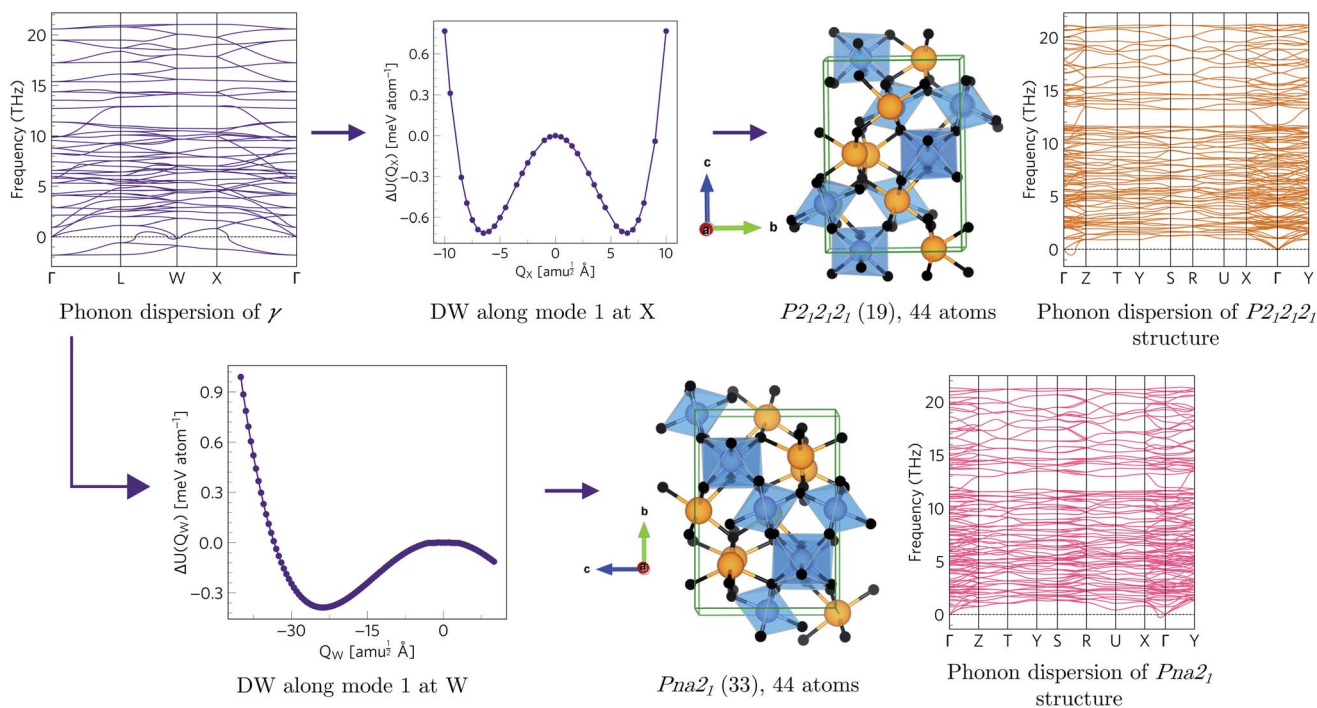 Frequency (THz)
20
15
10
5
0
Γ L W X Γ
Phonon dispersion of γ
ΔU(Q_X) [meV atom⁻¹]
0.6
0.3
0.0
−0.3
−0.6
−10 −5 0 5 10
Q_X [amu^½ Å]
DW along mode 1 at X
c
a
b
P2₁2₁2₁ (19), 44 atoms
Frequency (THz)
20
15
10
5
0
Γ Z T Y S R U X Γ Y
Phonon dispersion of P2₁2₁2₁
structure
ΔU(Q_W) [meV atom⁻¹]
0.9
0.6
0.3
0.0
−0.3
−30 −15 0
Q_W [amu^½ Å]
DW along mode 1 at W
b
c
a
Pna2₁ (33), 44 atoms
Frequency (THz)
20
15
10
5
0
Γ Z T Y S R U X Γ Y
Phonon dispersion of Pna2₁
structure